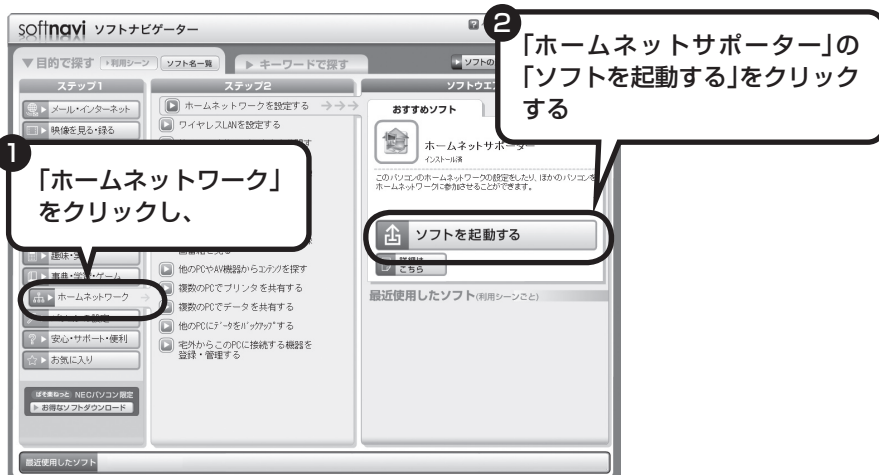 softnavi ソフトナビゲーター
▼目的で探す
利用シーン
ソフト名一覧
▶ キーワードで探す
ソフトの
ステップ1
メール・インターネット
映像を見る・録る
事典・学習・ゲーム
ホームネットワーク
安心・サポート・便利
お気に入り
ぱそ楽ねっと NECパソコン限定
お得なソフトダウンロード
ステップ2
ホームネットワークを設定する
ワイヤレスLANを設定する
他のPCやAV機器からコンテンツを探す
複数のPCでプリンタを共有する
複数のPCでデータを共有する
他のPCにデータをバックアップする
宅外からこのPCに接続する機器を
登録・管理する
ソフトウエ
おすすめソフト
ホームネットサポーター
インストール済
このパソコンのホームネットワークの設定をしたり、ほかのパソコンを
ホームネットワークに参加させることができます。
ソフトを起動する
詳細は
こちら
最近使用したソフト(利用シーンごと)
最近使用したソフト
1
「ホームネットワーク」
をクリックし、
2
「ホームネットサポーター」の
「ソフトを起動する」をクリック
する